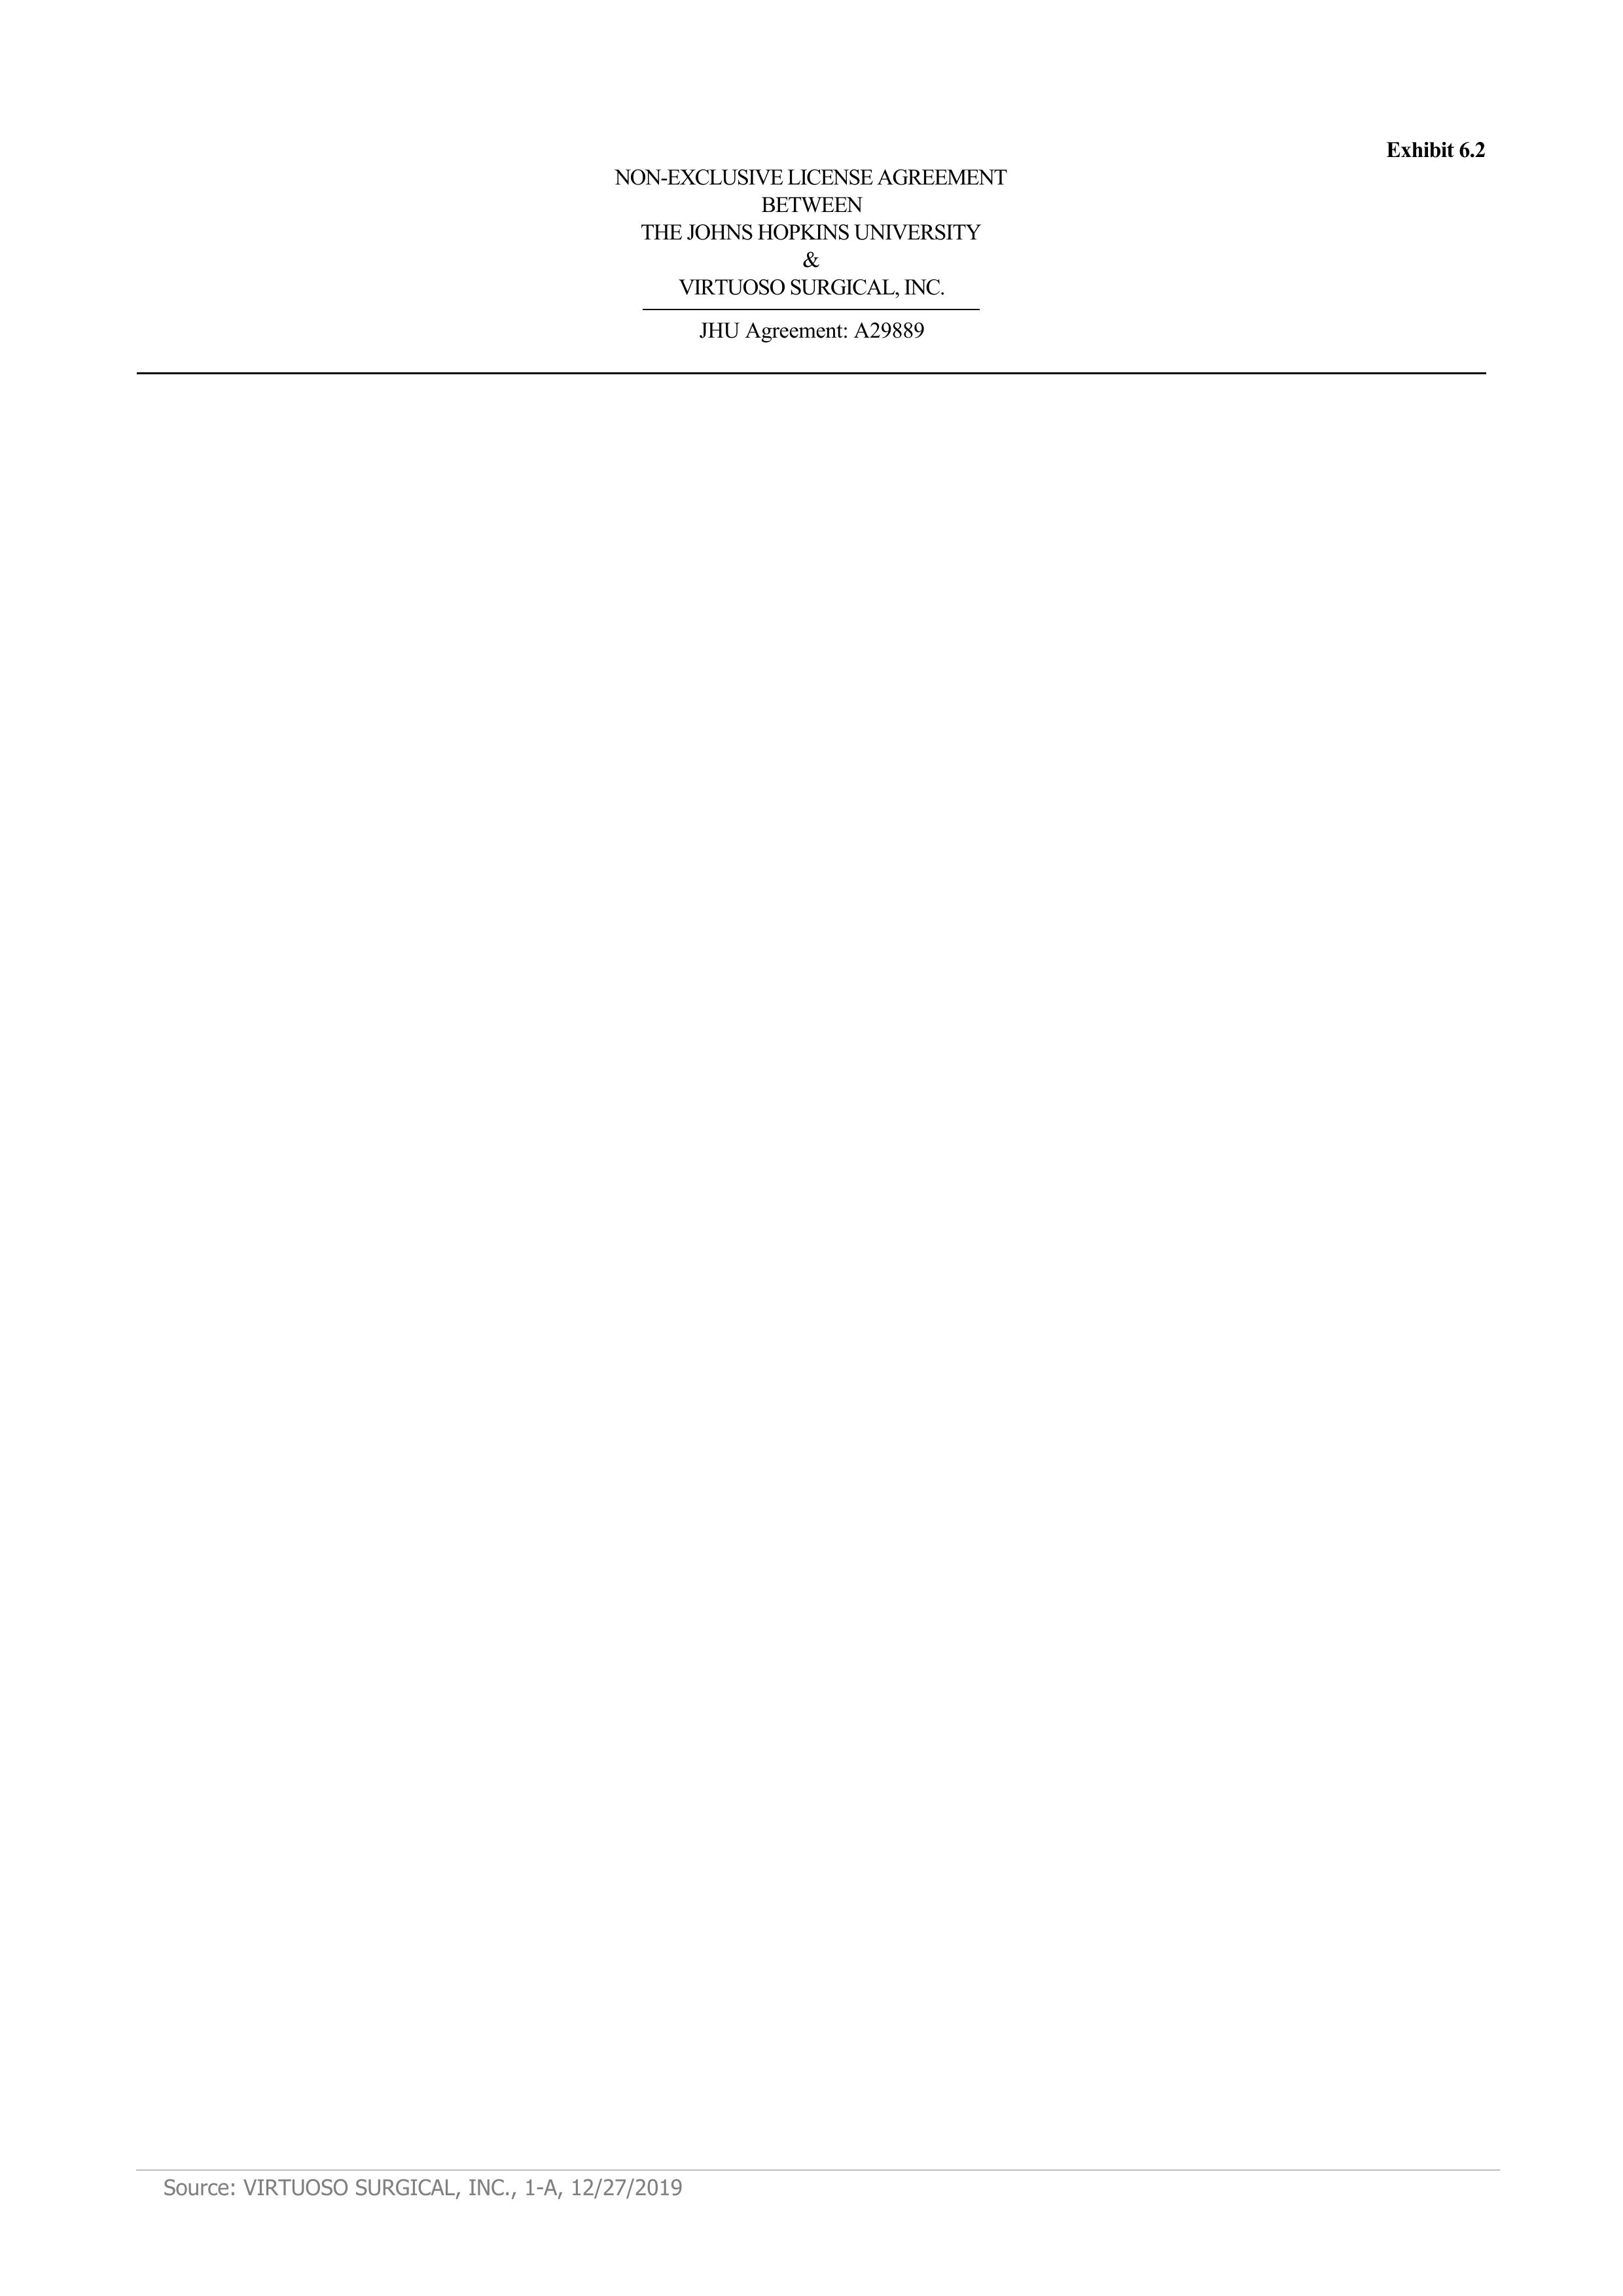 Exhibit 6.2
NON-EXCLUSIVE LICENSE AGREEMENT
BETWEEN
THE JOHNS HOPKINS UNIVERSITY
&
VIRTUOSO SURGICAL, INC.
JHU Agreement: A29889
Source: VIRTUOSO SURGICAL, INC., 1-A, 12/27/2019